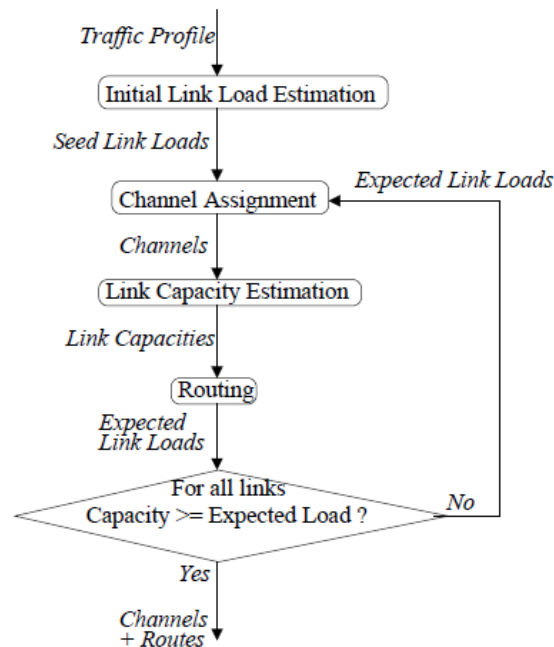 Traffic Profile
Initial Link Load Estimation
Seed Link Loads
Expected Link Loads
Channel Assignment
Channels
Link Capacity Estimation
Link Capacities
Routing
Expected
Link Loads
For all links
Capacity >= Expected Load ?
No
Yes
Channels
+ Routes